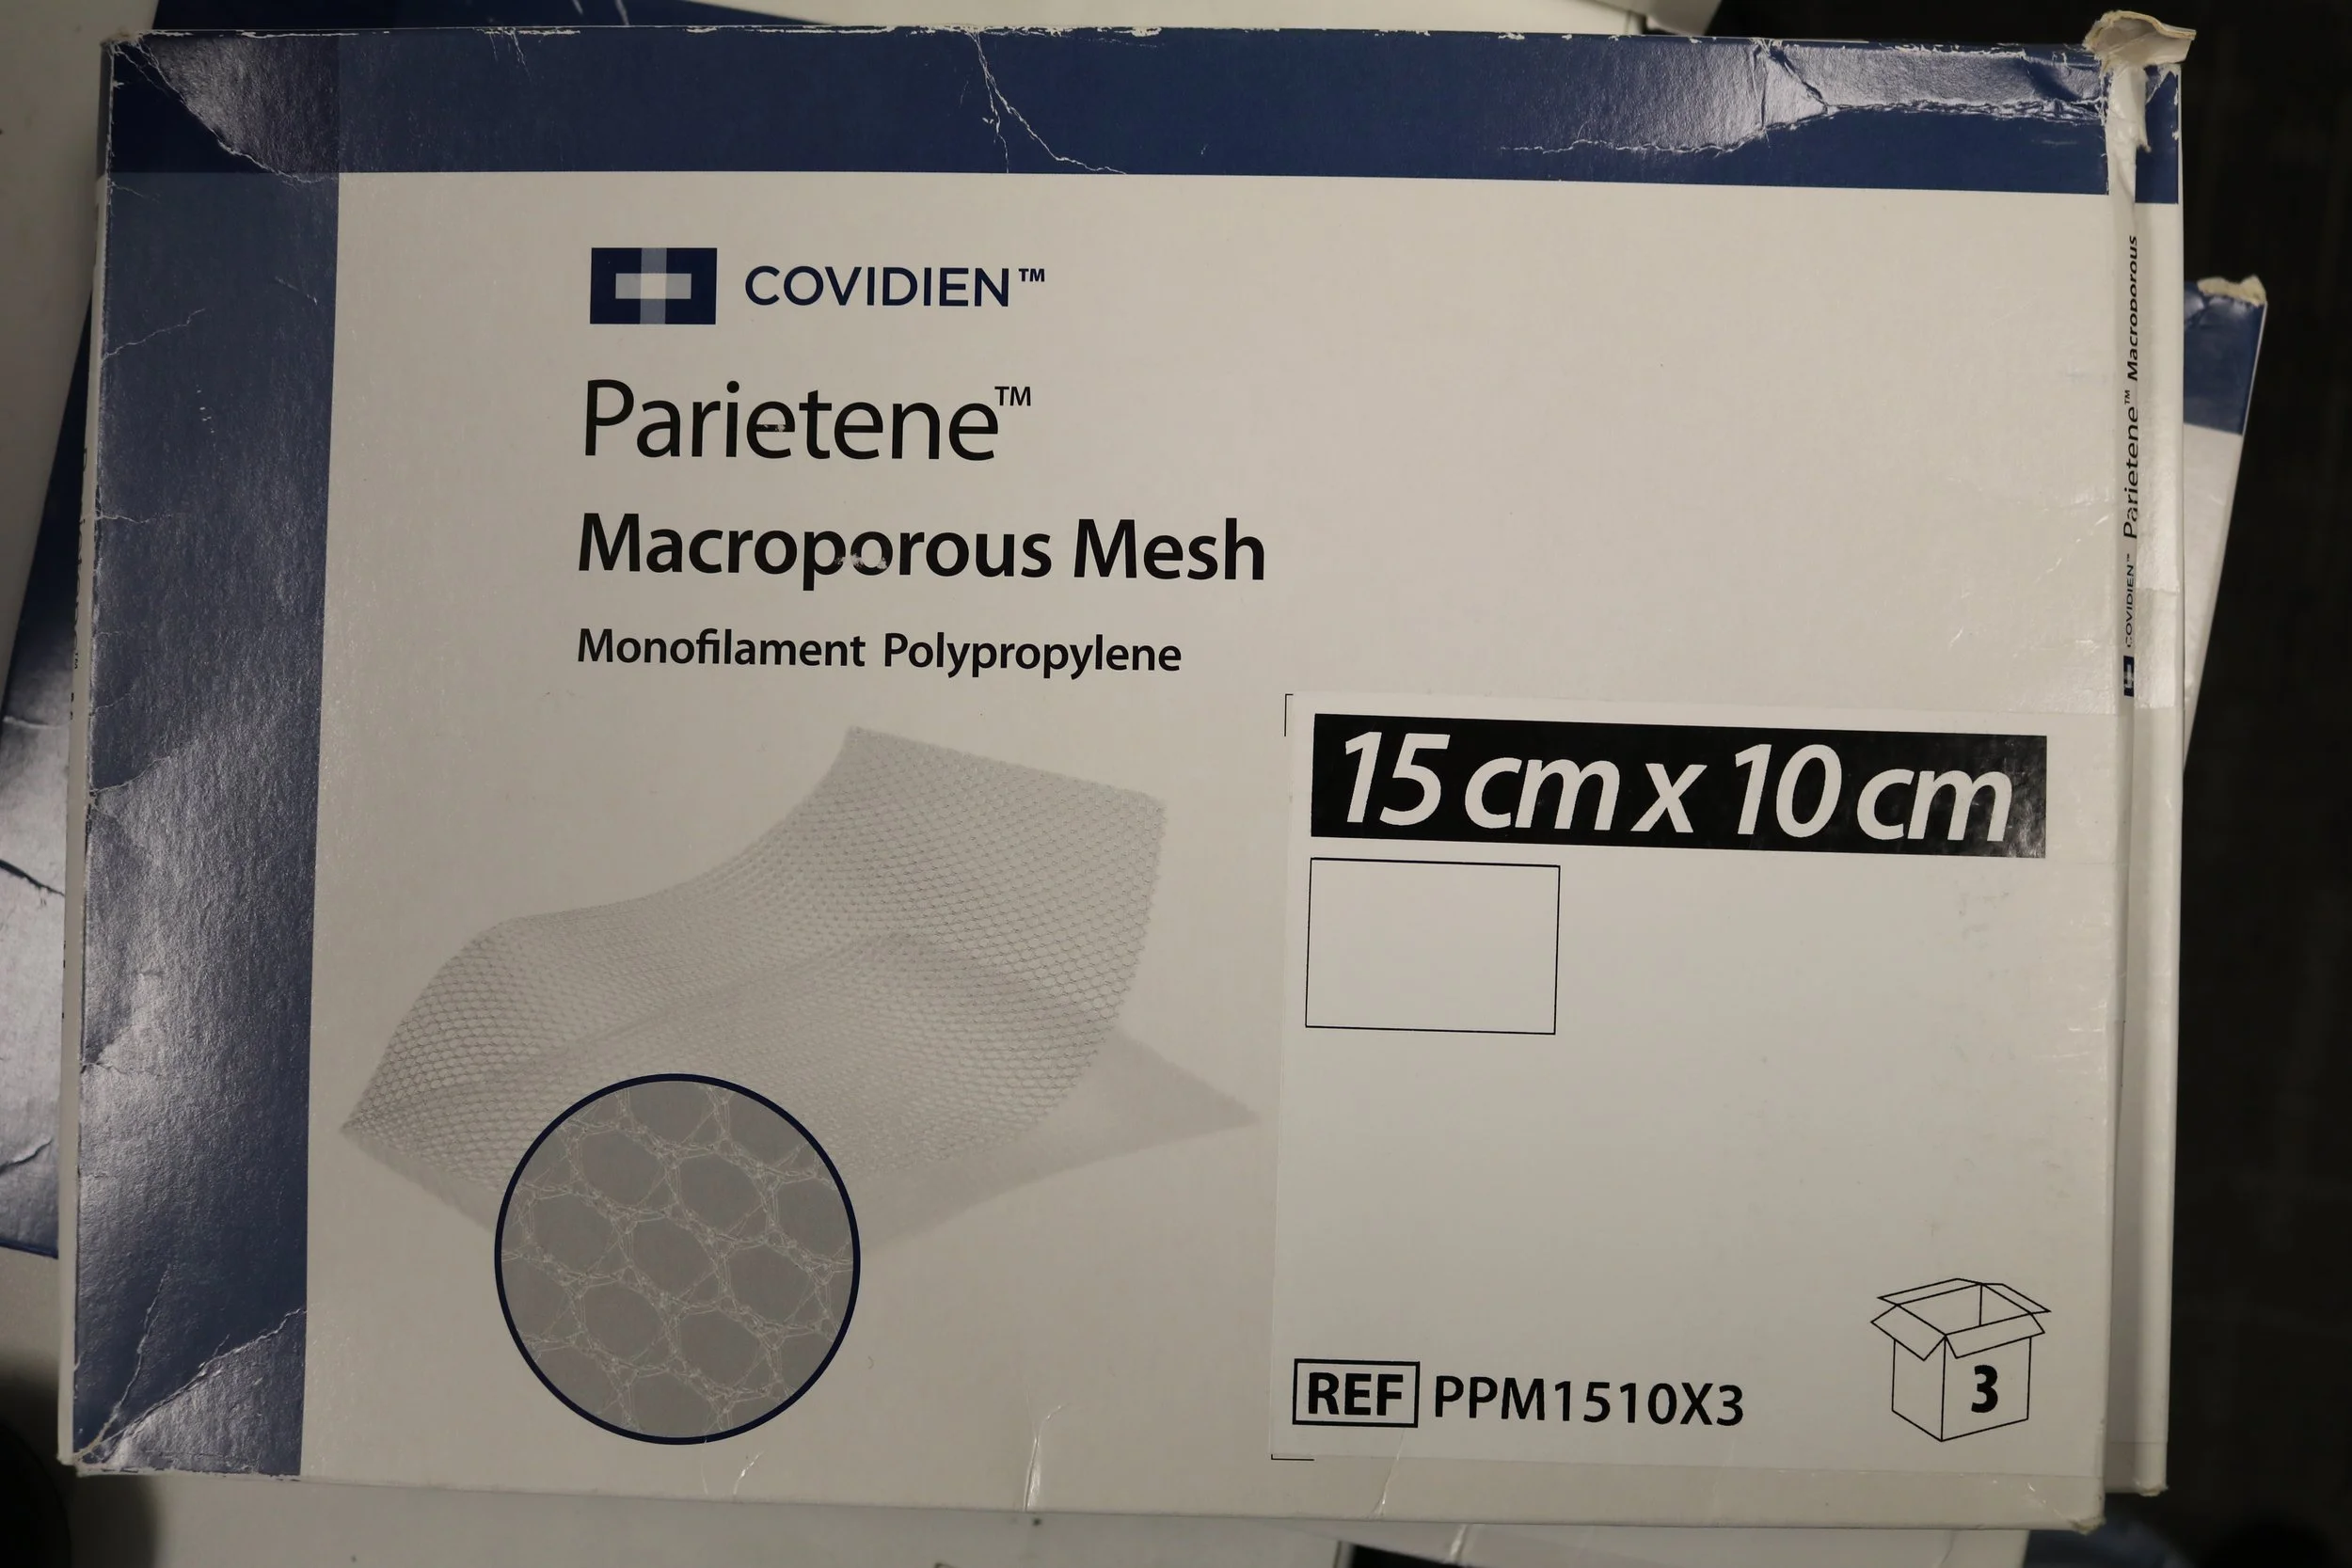 COVIDIEN™
Parietene™
Macroporous Mesh
Monofilament Polypropylene
15 cm x 10 cm
REF PPM1510X3
3
COVIDIEN™ Parietene™ Macroporous